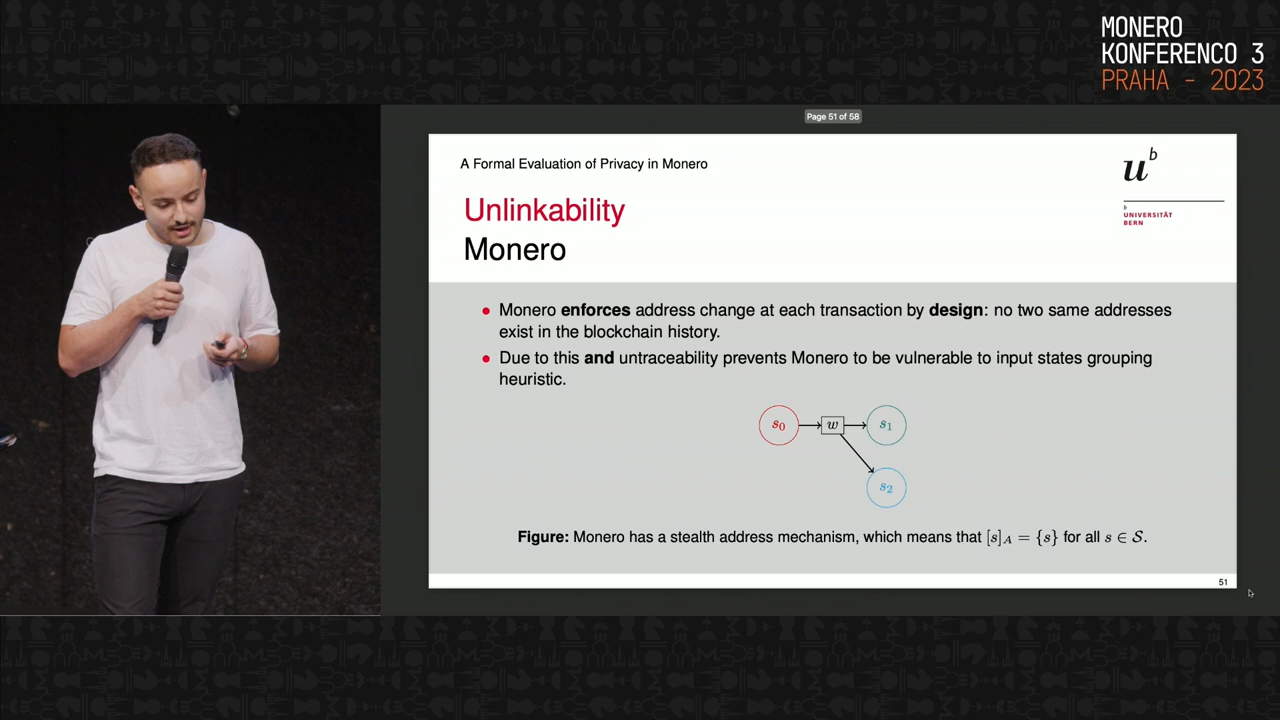 MONERO
KONFERENCO 3
PRAHA - 2023
Page 51 of 58
A Formal Evaluation of Privacy in Monero
u^b
b
UNIVERSITÄT
BERN
Unlinkability
Monero
• Monero enforces address change at each transaction by design: no two same addresses
exist in the blockchain history.
• Due to this and untraceability prevents Monero to be vulnerable to input states grouping
heuristic.
s₀ w s₁
s₂
Figure: Monero has a stealth address mechanism, which means that [s]_A = {s} for all s ∈ 𝒮.
51